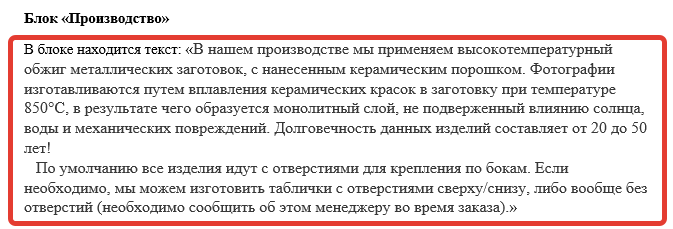 Блок «Производство»
В блоке находится текст: «В нашем производстве мы применяем высокотемпературный
обжиг металлических заготовок, с нанесенным керамическим порошком. Фотографии
изготавливаются путем вплавления керамических красок в заготовку при температуре
850°С, в результате чего образуется монолитный слой, не подверженный влиянию солнца,
воды и механических повреждений. Долговечность данных изделий составляет от 20 до 50
лет!
По умолчанию все изделия идут с отверстиями для крепления по бокам. Если
необходимо, мы можем изготовить таблички с отверстиями сверху/снизу, либо вообще без
отверстий (необходимо сообщить об этом менеджеру во время заказа).»